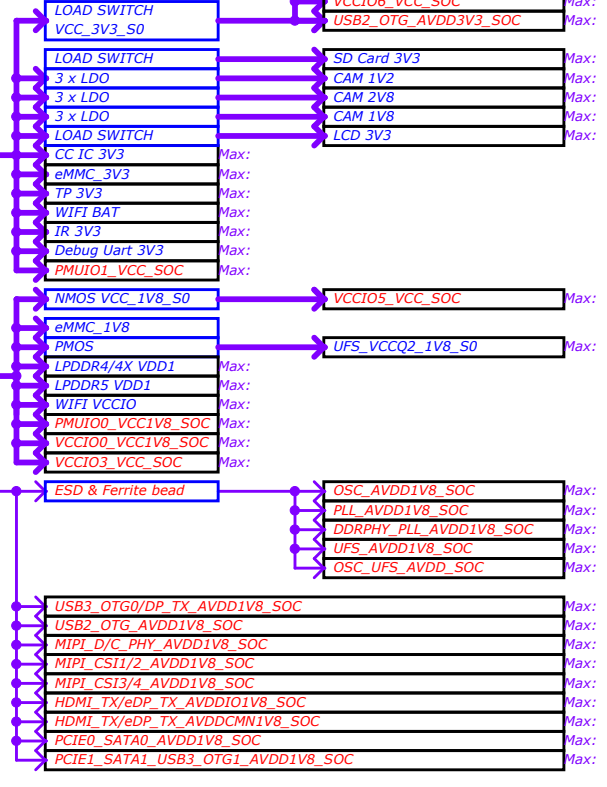 VCCIO6_VCC_SOC Max:
LOAD SWITCH
VCC_3V3_S0
USB2_OTG_AVDD3V3_SOC Max:
LOAD SWITCH SD Card 3V3 Max:
3 x LDO CAM 1V2 Max:
3 x LDO CAM 2V8 Max:
3 x LDO CAM 1V8 Max:
LOAD SWITCH LCD 3V3 Max:
CC IC 3V3 Max:
eMMC_3V3 Max:
TP 3V3 Max:
WIFI BAT Max:
IR 3V3 Max:
Debug Uart 3V3 Max:
PMUIO1_VCC_SOC Max:
NMOS VCC_1V8_S0 VCCIO5_VCC_SOC Max:
eMMC_1V8
PMOS UFS_VCCQ2_1V8_S0 Max:
LPDDR4/4X VDD1 Max:
LPDDR5 VDD1 Max:
WIFI VCCIO Max:
PMUIO0_VCC1V8_SOC Max:
VCCIO0_VCC1V8_SOC Max:
VCCIO3_VCC_SOC Max:
ESD & Ferrite bead OSC_AVDD1V8_SOC Max:
PLL_AVDD1V8_SOC Max:
DDRPHY_PLL_AVDD1V8_SOC Max:
UFS_AVDD1V8_SOC Max:
OSC_UFS_AVDD_SOC Max:
USB3_OTG0/DP_TX_AVDD1V8_SOC Max:
USB2_OTG_AVDD1V8_SOC Max:
MIPI_D/C_PHY_AVDD1V8_SOC Max:
MIPI_CSI1/2_AVDD1V8_SOC Max:
MIPI_CSI3/4_AVDD1V8_SOC Max:
HDMI_TX/eDP_TX_AVDDIO1V8_SOC Max:
HDMI_TX/eDP_TX_AVDDCMN1V8_SOC Max:
PCIE0_SATA0_AVDD1V8_SOC Max:
PCIE1_SATA1_USB3_OTG1_AVDD1V8_SOC Max: